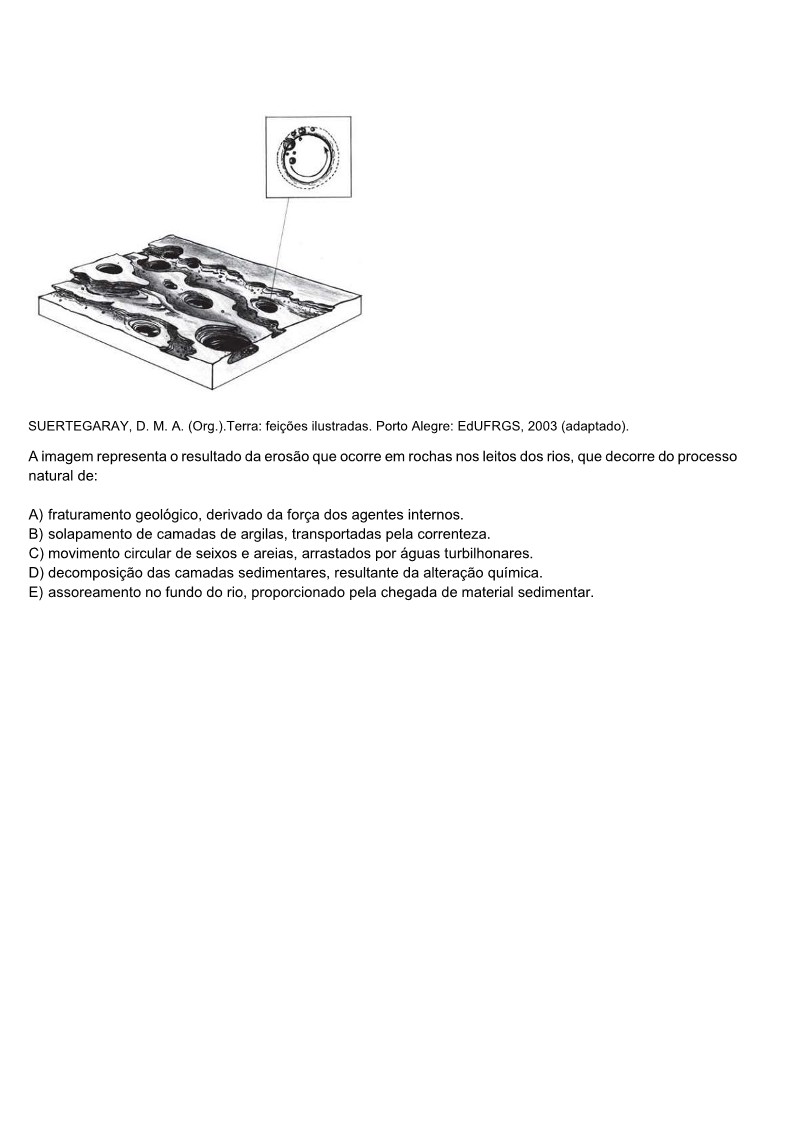 SUERTEGARAY, D. M. A. (Org.).Terra: feições ilustradas. Porto Alegre: EdUFRGS, 2003 (adaptado).
A imagem representa o resultado da erosão que ocorre em rochas nos leitos dos rios, que decorre do processo
natural de:
A) fraturamento geológico, derivado da força dos agentes internos.
B) solapamento de camadas de argilas, transportadas pela correnteza.
C) movimento circular de seixos e areias, arrastados por águas turbilhonares.
D) decomposição das camadas sedimentares, resultante da alteração química.
E) assoreamento no fundo do rio, proporcionado pela chegada de material sedimentar.